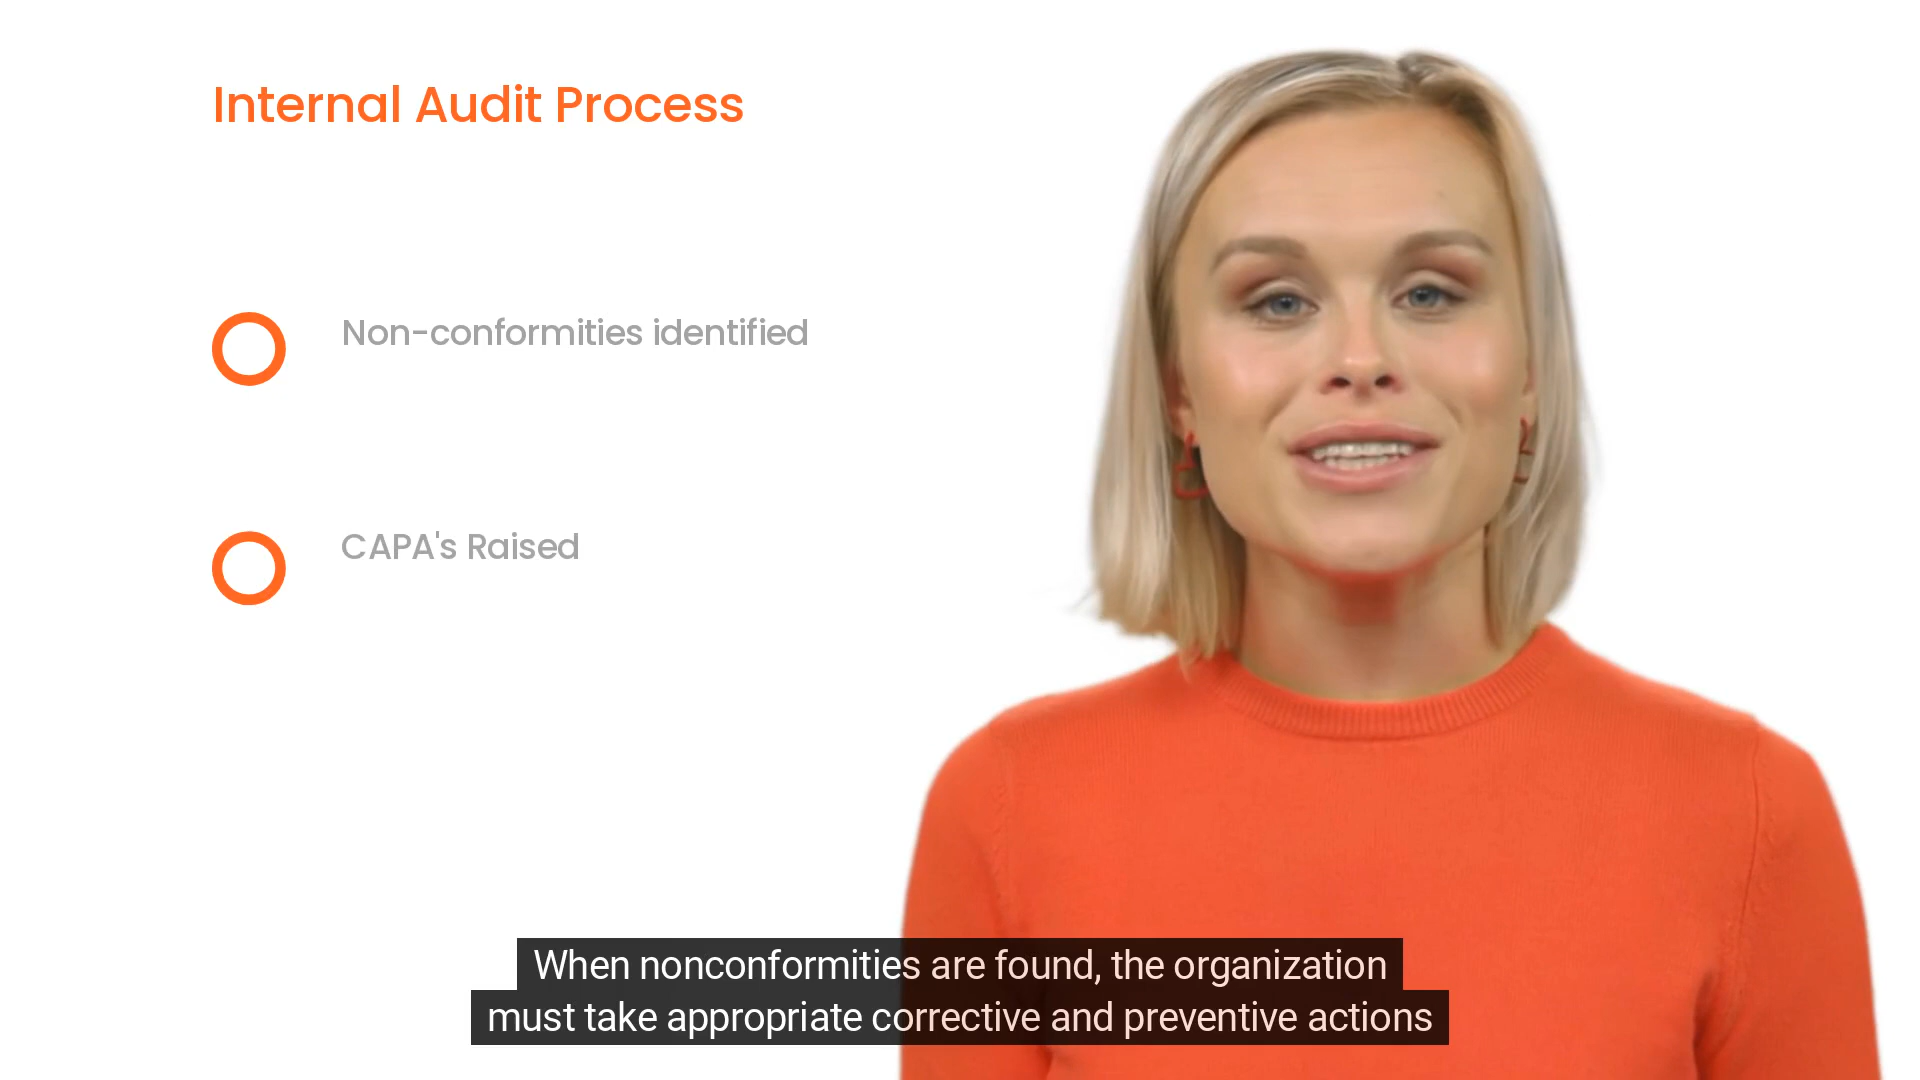 Internal Audit Process
Non-conformities identified
CAPA's Raised
When nonconformities are found, the organization
must take appropriate corrective and preventive actions